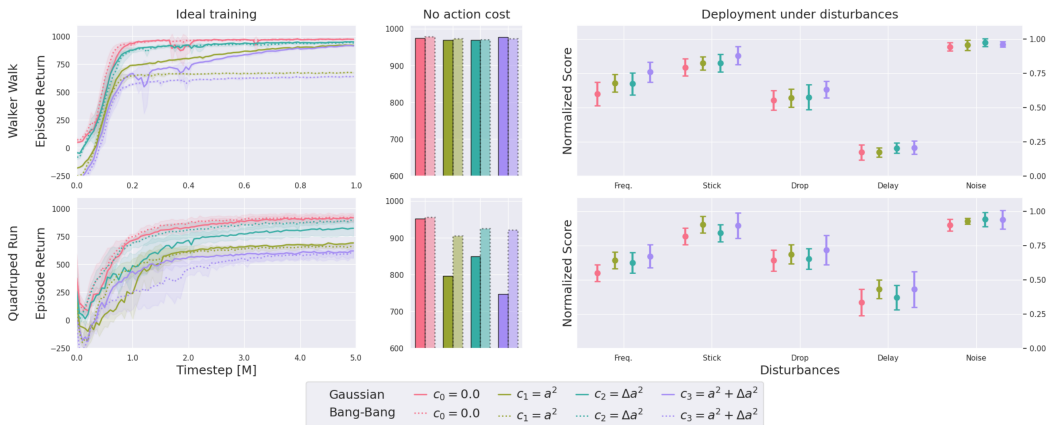 Ideal training
No action cost
Deployment under disturbances
Walker Walk
Episode Return
1000
750
500
250
0
−250
0.0
0.2
0.4
0.6
0.8
1.0
1000
900
800
700
600
Normalized Score
1.00
0.75
0.50
0.25
0.00
Freq.
Stick
Drop
Delay
Noise
Quadruped Run
Episode Return
1000
750
500
250
0
−250
0.0
1.0
2.0
3.0
4.0
5.0
Timestep [M]
1000
900
800
700
600
Normalized Score
1.00
0.75
0.50
0.25
0.00
Freq.
Stick
Drop
Delay
Noise
Disturbances
Gaussian c₀ = 0.0 c₁ = a² c₂ = Δa² c₃ = a² + Δa²
Bang-Bang c₀ = 0.0 c₁ = a² c₂ = Δa² c₃ = a² + Δa²